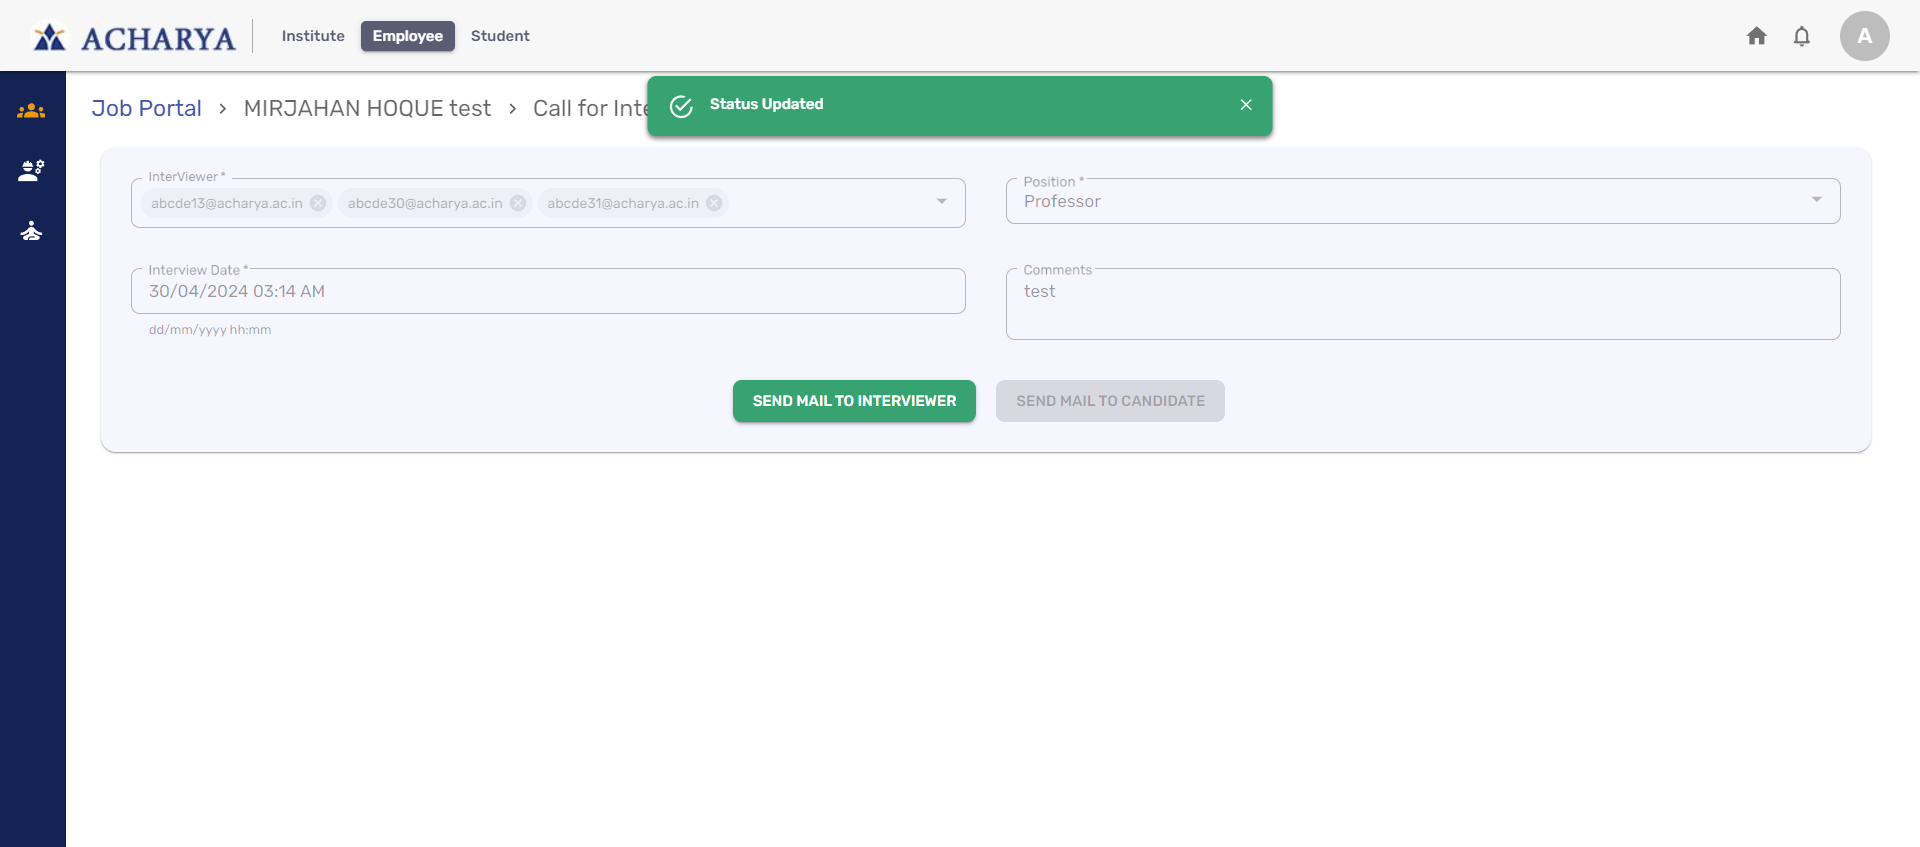 ACHARYA
Institute
Employee
Student
A
Job Portal > MIRJAHAN HOQUE test > Call for Inte
Status Updated
InterViewer *
abcde13@acharya.ac.in
abcde30@acharya.ac.in
abcde31@acharya.ac.in
Position *
Professor
Interview Date *
30/04/2024 03:14 AM
dd/mm/yyyy hh:mm
Comments
test
SEND MAIL TO INTERVIEWER
SEND MAIL TO CANDIDATE